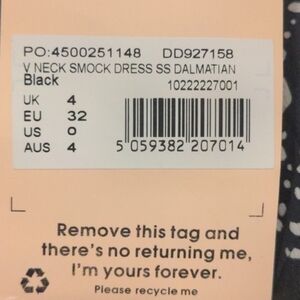 PO:4500251148 DD927158
V NECK SMOCK DRESS SS DALMATIAN
Black
10222227001
UK 4
EU 32
US 0
AUS 4
5 059382 207014
Remove this tag and
there's no returning me,
I'm yours forever.
Please recycle me